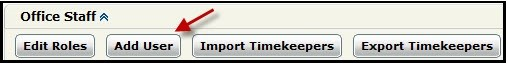 Office Staff
Edit Roles Add User Import Timekeepers Export Timekeepers